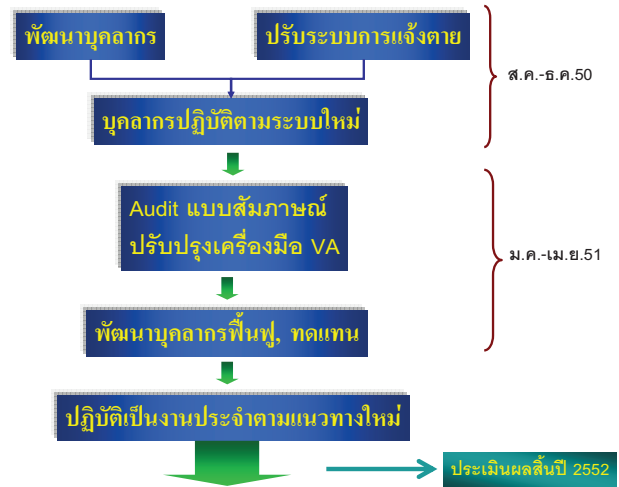 พัฒนาบุคลากร
ปรับระบบการแจ้งตาย
ส.ค.-ธ.ค.50
บุคลากรปฏิบัติตามระบบใหม่
Audit แบบสัมภาษณ์
ปรับปรุงเครื่องมือ VA
ม.ค.-เม.ย.51
พัฒนาบุคลากรฟื้นฟู, ทดแทน
ปฏิบัติเป็นงานประจำตามแนวทางใหม่
ประเมินผลสิ้นปี 2552